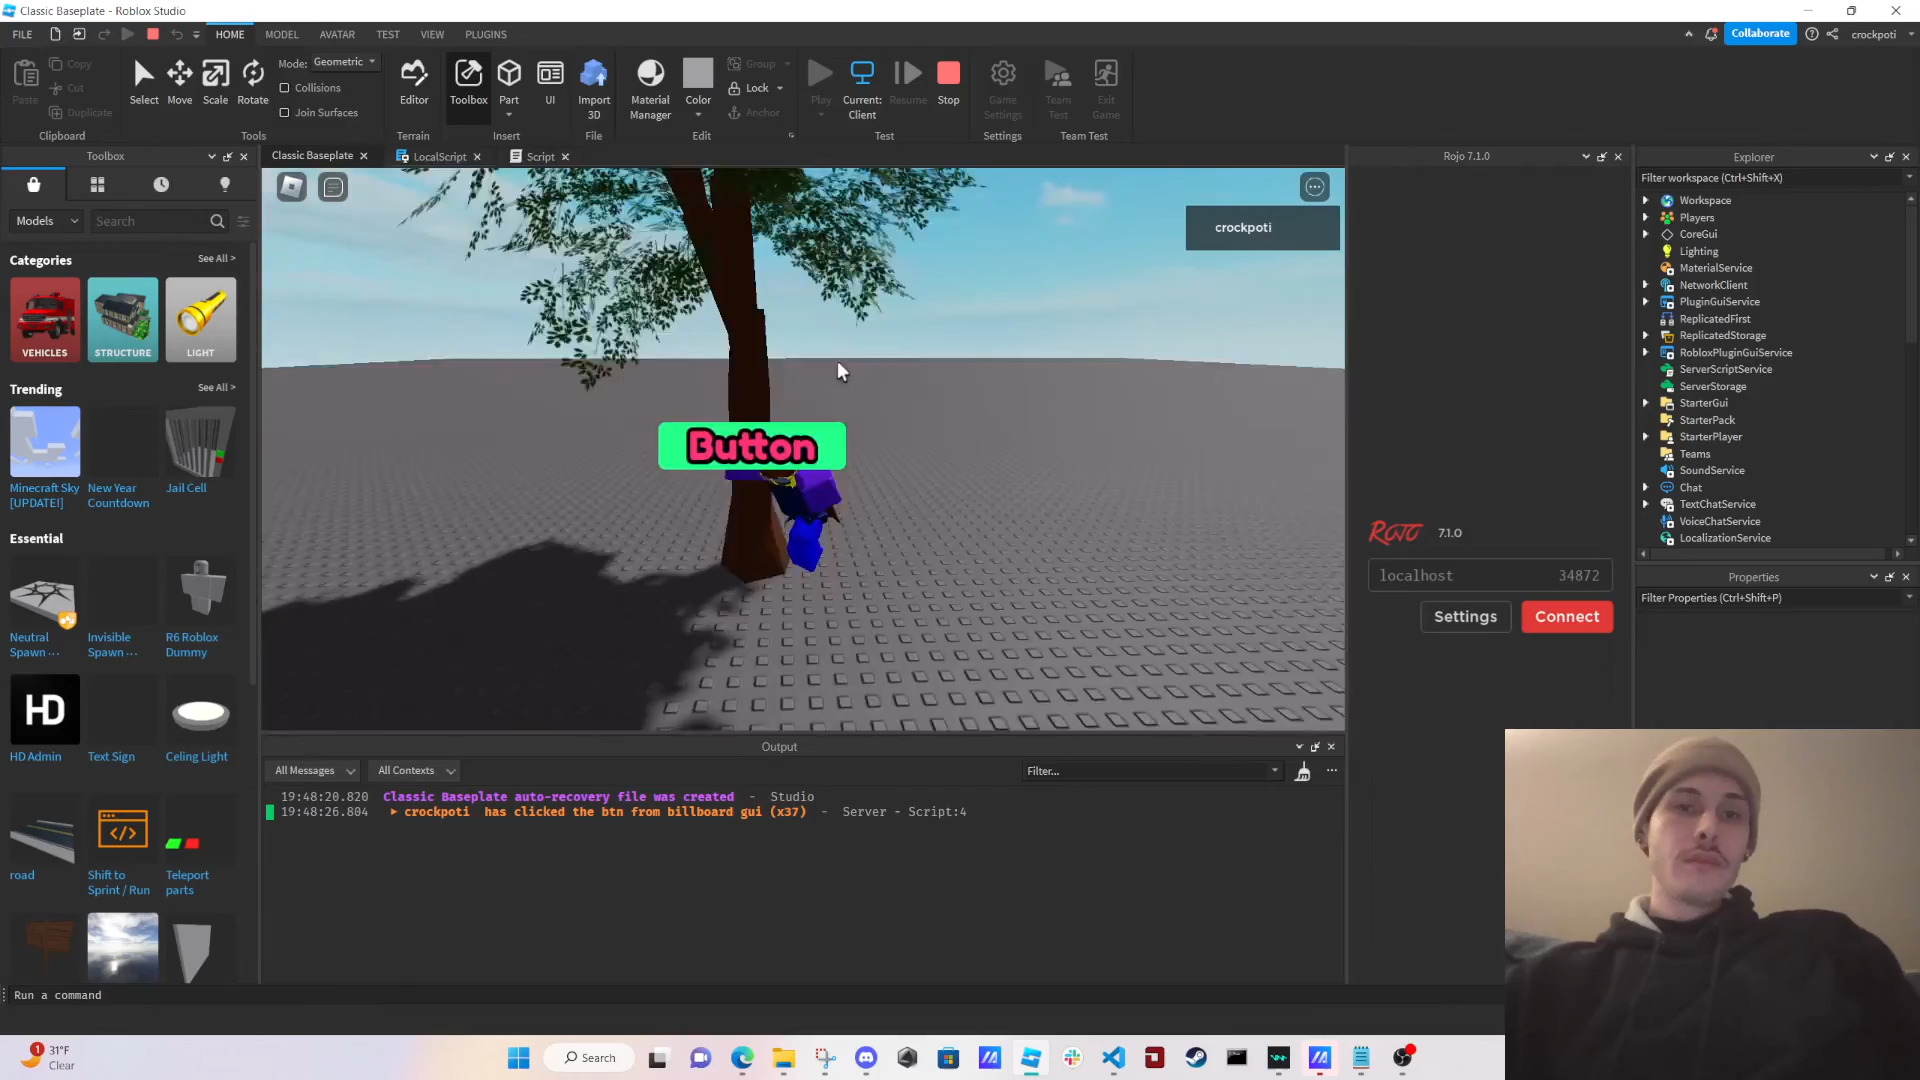 Classic Baseplate - Roblox Studio
FILE HOME MODEL AVATAR TEST VIEW PLUGINS
Collaborate crockpoti
Paste Copy Cut Duplicate
Clipboard
Select Move Scale Rotate
Mode: Geometric
Collisions
Join Surfaces
Tools
Editor
Terrain
Toolbox Part UI
Insert
Import 3D
File
Material Manager Color Group Lock Anchor
Edit
Play Current: Client Resume Stop
Test
Game Settings
Settings
Team Test Exit Game
Team Test
Toolbox
Models Search
Categories See All >
VEHICLES STRUCTURE LIGHT
Trending See All >
Minecraft Sky [UPDATE!]
New Year Countdown
Jail Cell
Essential
Neutral Spawn ...
Invisible Spawn ...
R6 Roblox Dummy
HD
HD Admin
Text Sign
Celing Light
road
Shift to Sprint / Run
Teleport parts
Classic Baseplate LocalScript Script
crockpoti
Button
Output
All Messages All Contexts Filter...
19:48:20.820 Classic Baseplate auto-recovery file was created - Studio
19:48:26.804 crockpoti has clicked the btn from billboard gui (x37) - Server - Script:4
Run a command
Rojo 7.1.0
ROJO 7.1.0
localhost 34872
Settings Connect
Explorer
Filter workspace (Ctrl+Shift+X)
Workspace
Players
CoreGui
Lighting
MaterialService
NetworkClient
PluginGuiService
ReplicatedFirst
ReplicatedStorage
RobloxPluginGuiService
ServerScriptService
ServerStorage
StarterGui
StarterPack
StarterPlayer
Teams
SoundService
Chat
TextChatService
VoiceChatService
LocalizationService
Properties
Filter Properties (Ctrl+Shift+P)
1
31°F
Clear
Search